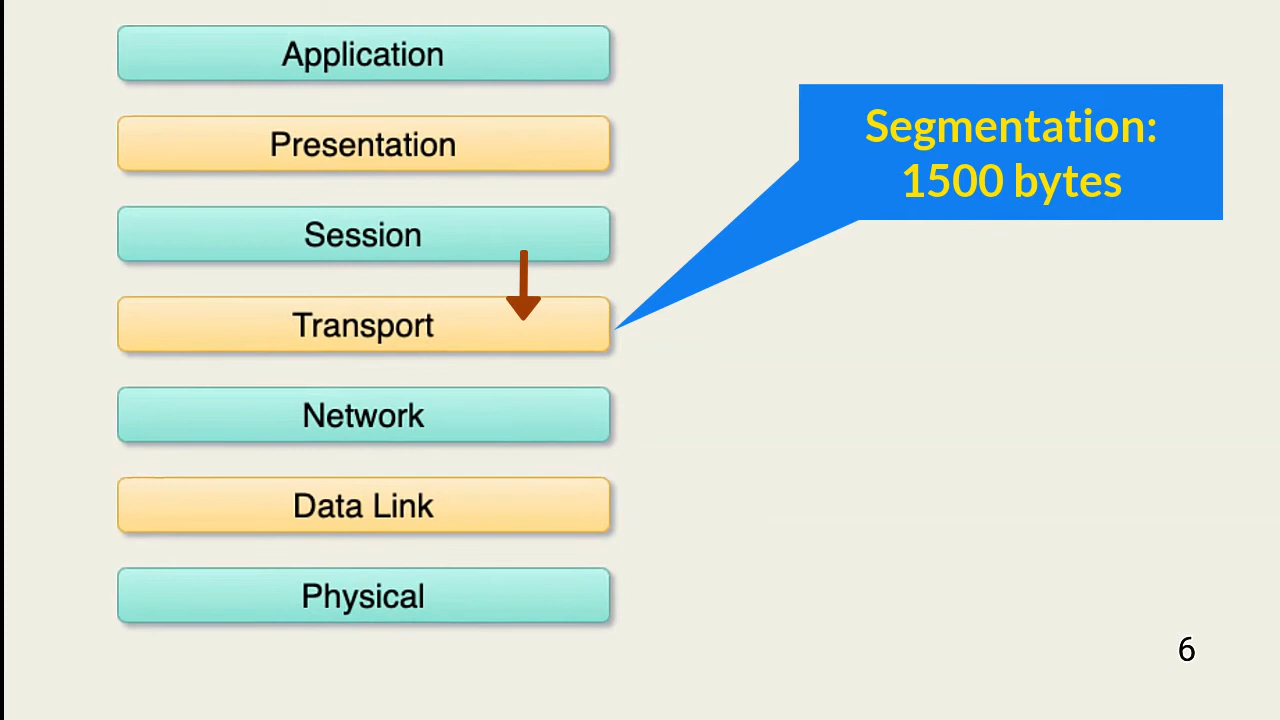 Application
Presentation
Session
Transport
Network
Data Link
Physical
Segmentation:
1500 bytes
6